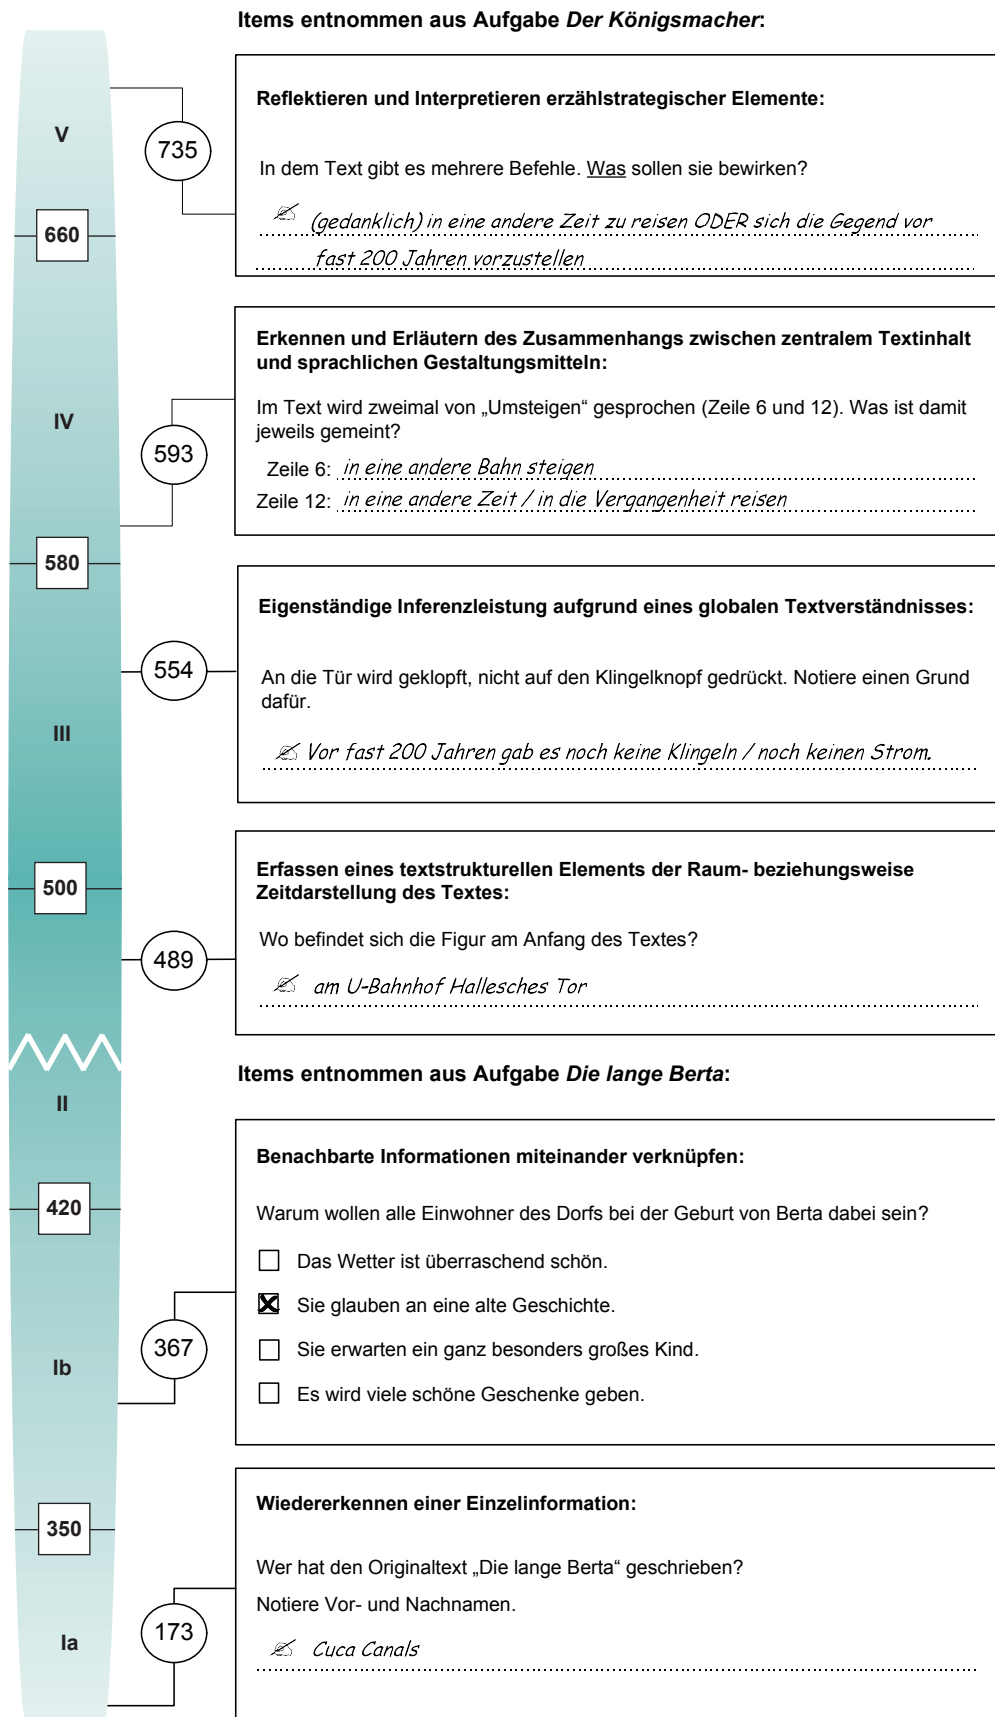 Items entnommen aus Aufgabe Der Königsmacher:
V
735
660
Reflektieren und Interpretieren erzählstrategischer Elemente:
In dem Text gibt es mehrere Befehle. Was sollen sie bewirken?
(gedanklich) in eine andere Zeit zu reisen ODER sich die Gegend vor
fast 200 Jahren vorzustellen
IV
593
580
Erkennen und Erläutern des Zusammenhangs zwischen zentralem Textinhalt
und sprachlichen Gestaltungsmitteln:
Im Text wird zweimal von „Umsteigen“ gesprochen (Zeile 6 und 12). Was ist damit
jeweils gemeint?
Zeile 6: in eine andere Bahn steigen
Zeile 12: in eine andere Zeit / in die Vergangenheit reisen
554
III
Eigenständige Inferenzleistung aufgrund eines globalen Textverständnisses:
An die Tür wird geklopft, nicht auf den Klingelknopf gedrückt. Notiere einen Grund
dafür.
Vor fast 200 Jahren gab es noch keine Klingeln / noch keinen Strom.
500
489
Erfassen eines textstrukturellen Elements der Raum- beziehungsweise
Zeitdarstellung des Textes:
Wo befindet sich die Figur am Anfang des Textes?
am U-Bahnhof Hallesches Tor
Items entnommen aus Aufgabe Die lange Berta:
II
420
367
Ib
Benachbarte Informationen miteinander verknüpfen:
Warum wollen alle Einwohner des Dorfs bei der Geburt von Berta dabei sein?
Das Wetter ist überraschend schön.
Sie glauben an eine alte Geschichte.
Sie erwarten ein ganz besonders großes Kind.
Es wird viele schöne Geschenke geben.
350
173
Ia
Wiedererkennen einer Einzelinformation:
Wer hat den Originaltext „Die lange Berta“ geschrieben?
Notiere Vor- und Nachnamen.
Cuca Canals